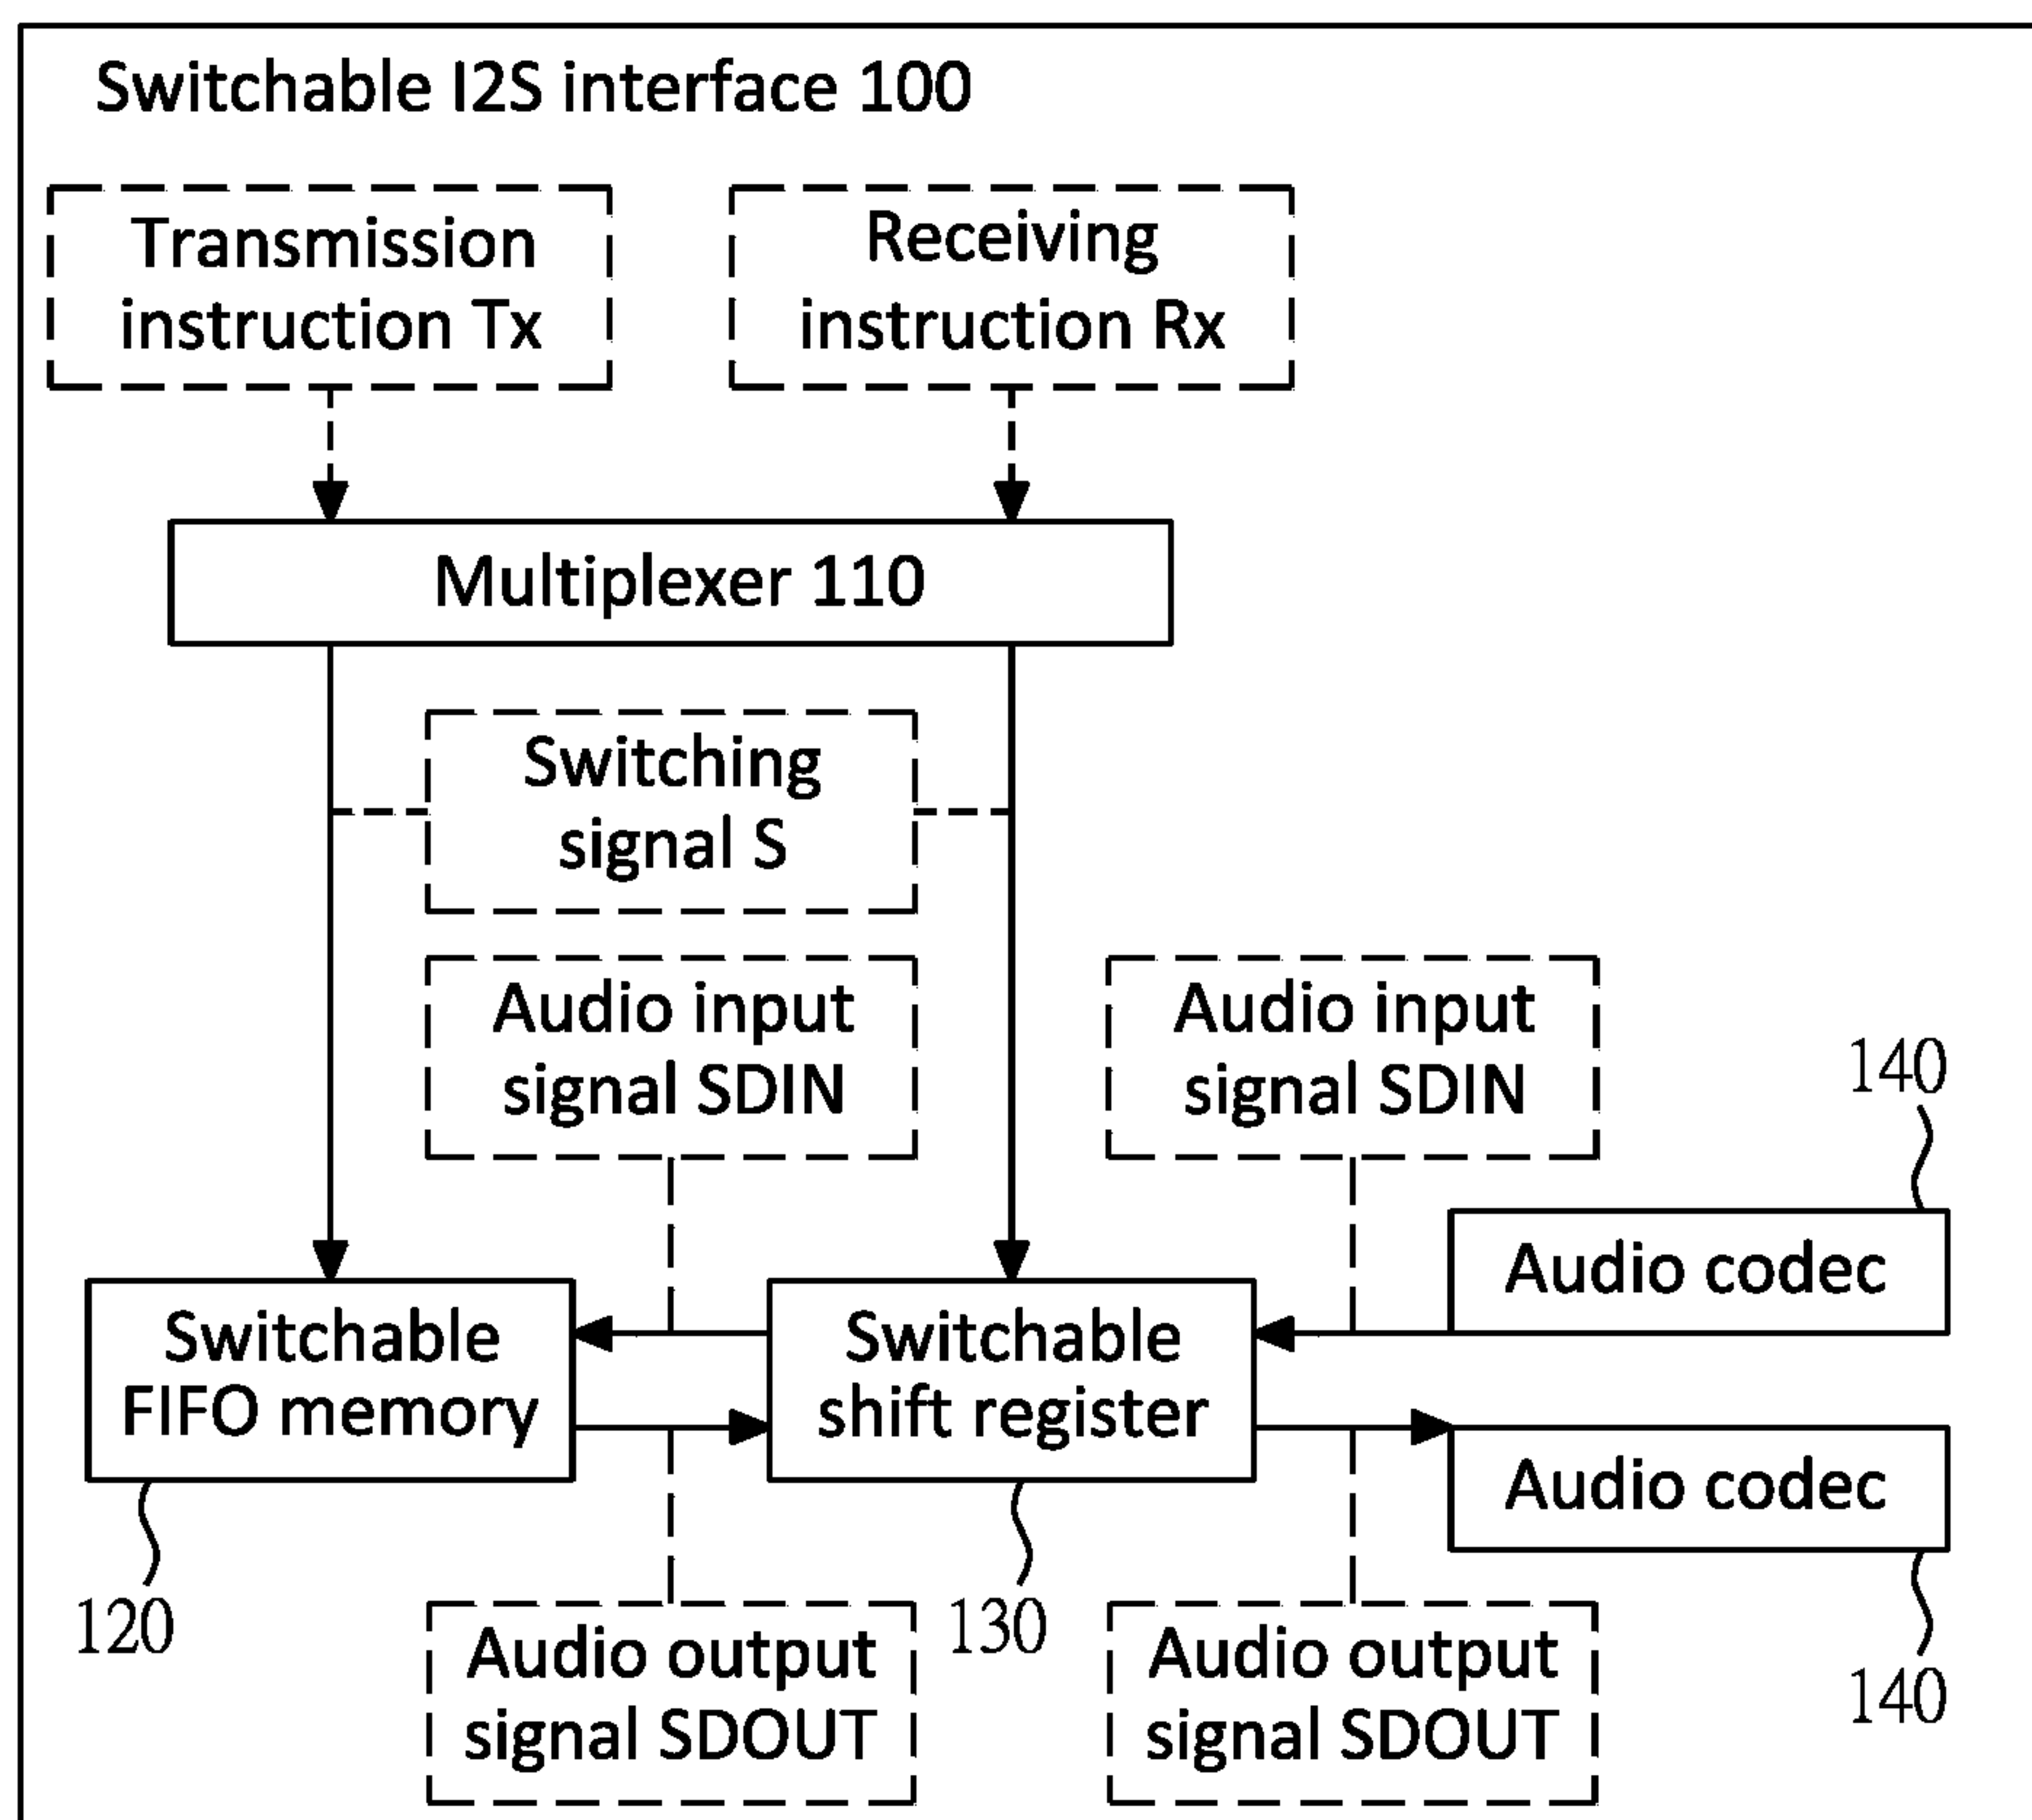 Switchable I2S interface 100
Transmission
instruction Tx
Receiving
instruction Rx
Multiplexer 110
Switching
signal S
Audio input
signal SDIN
Audio input
signal SDIN
140
Audio codec
Switchable
FIFO memory
Switchable
shift register
Audio codec
120
130
140
Audio output
signal SDOUT
Audio output
signal SDOUT